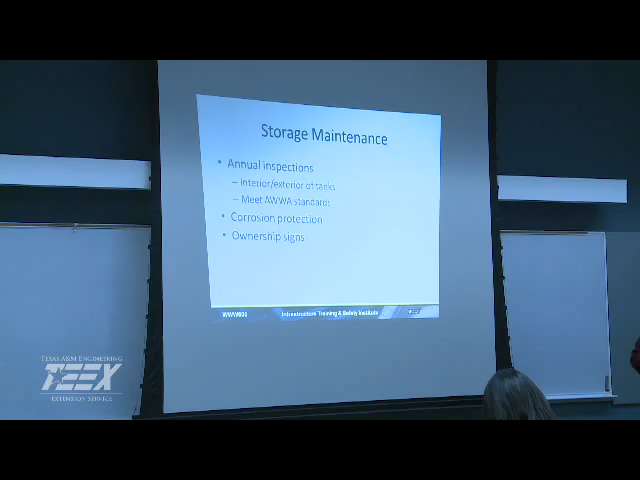 Storage Maintenance
• Annual inspections
– Interior/exterior of tanks
– Meet AWWA standards
• Corrosion protection
• Ownership signs
Infrastructure Training & Safety Institute
TEXAS A&M ENGINEERING
TEEX
EXTENSION SERVICE